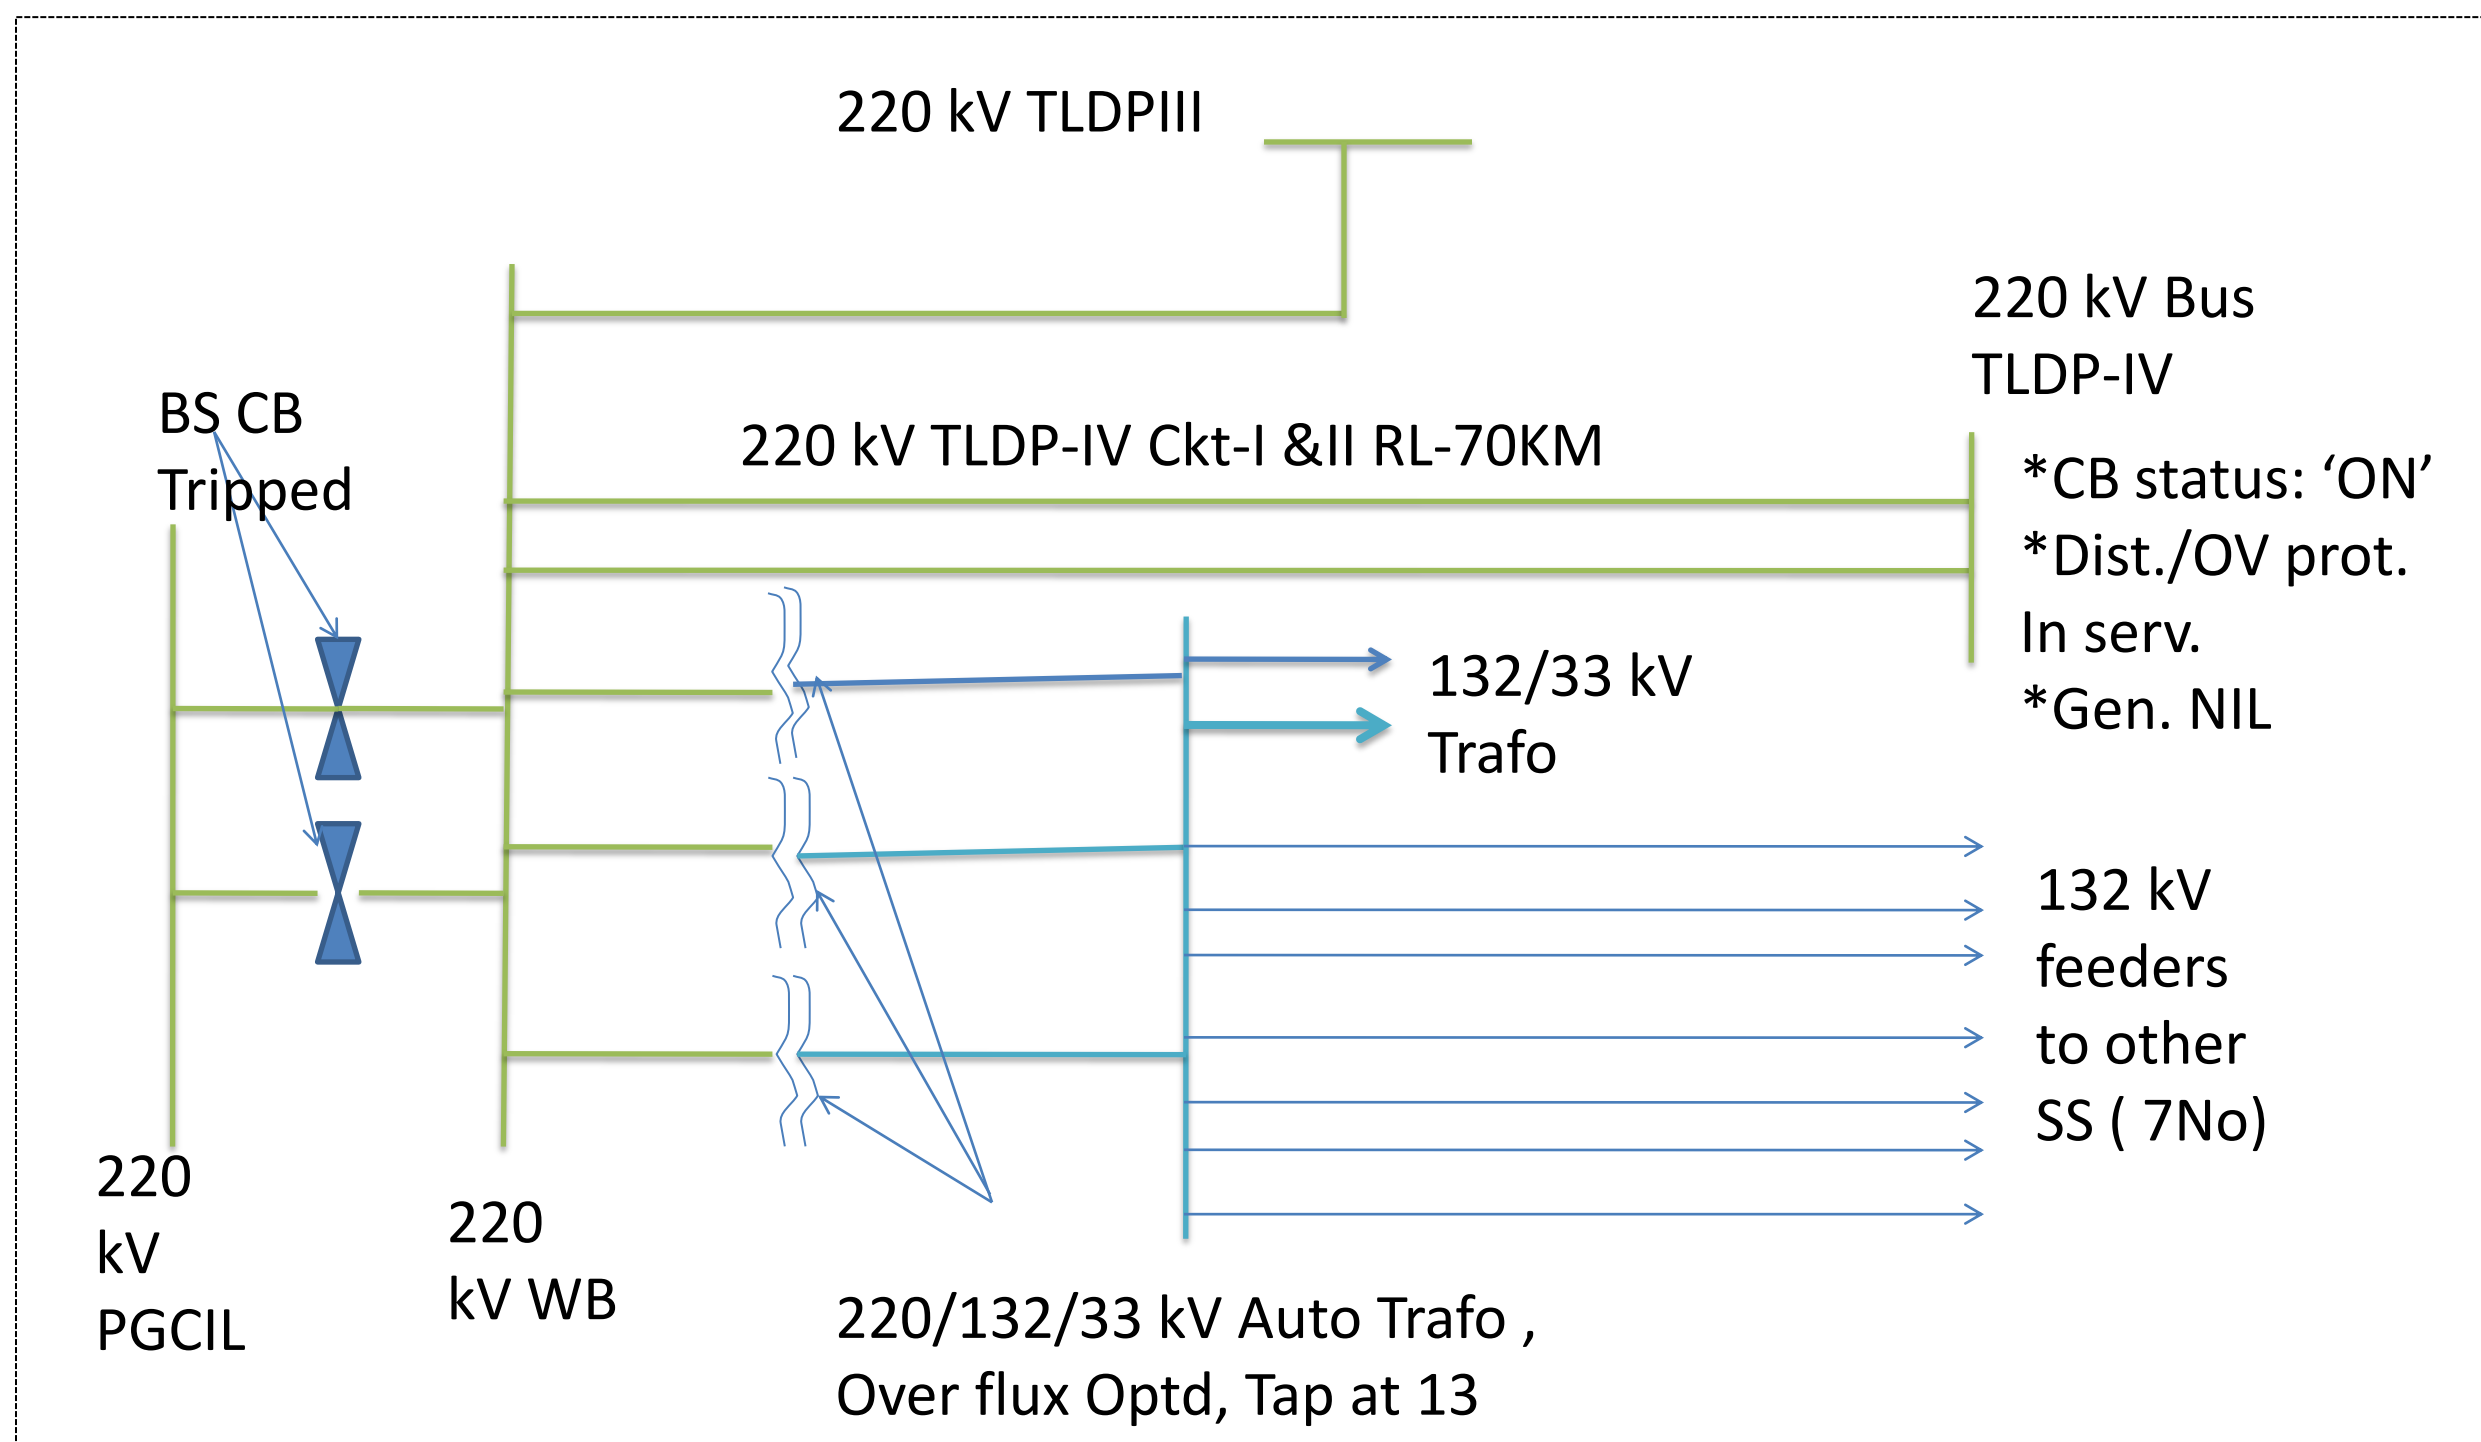 220 kV TLDPIII
220 kV Bus
TLDP-IV
BS CB
Tripped
220 kV TLDP-IV Ckt-I &II RL-70KM
*CB status: ‘ON’
*Dist./OV prot.
In serv.
*Gen. NIL
132/33 kV
Trafo
132 kV
feeders
to other
SS ( 7No)
220
kV
PGCIL
220
kV WB
220/132/33 kV Auto Trafo ,
Over flux Optd, Tap at 13